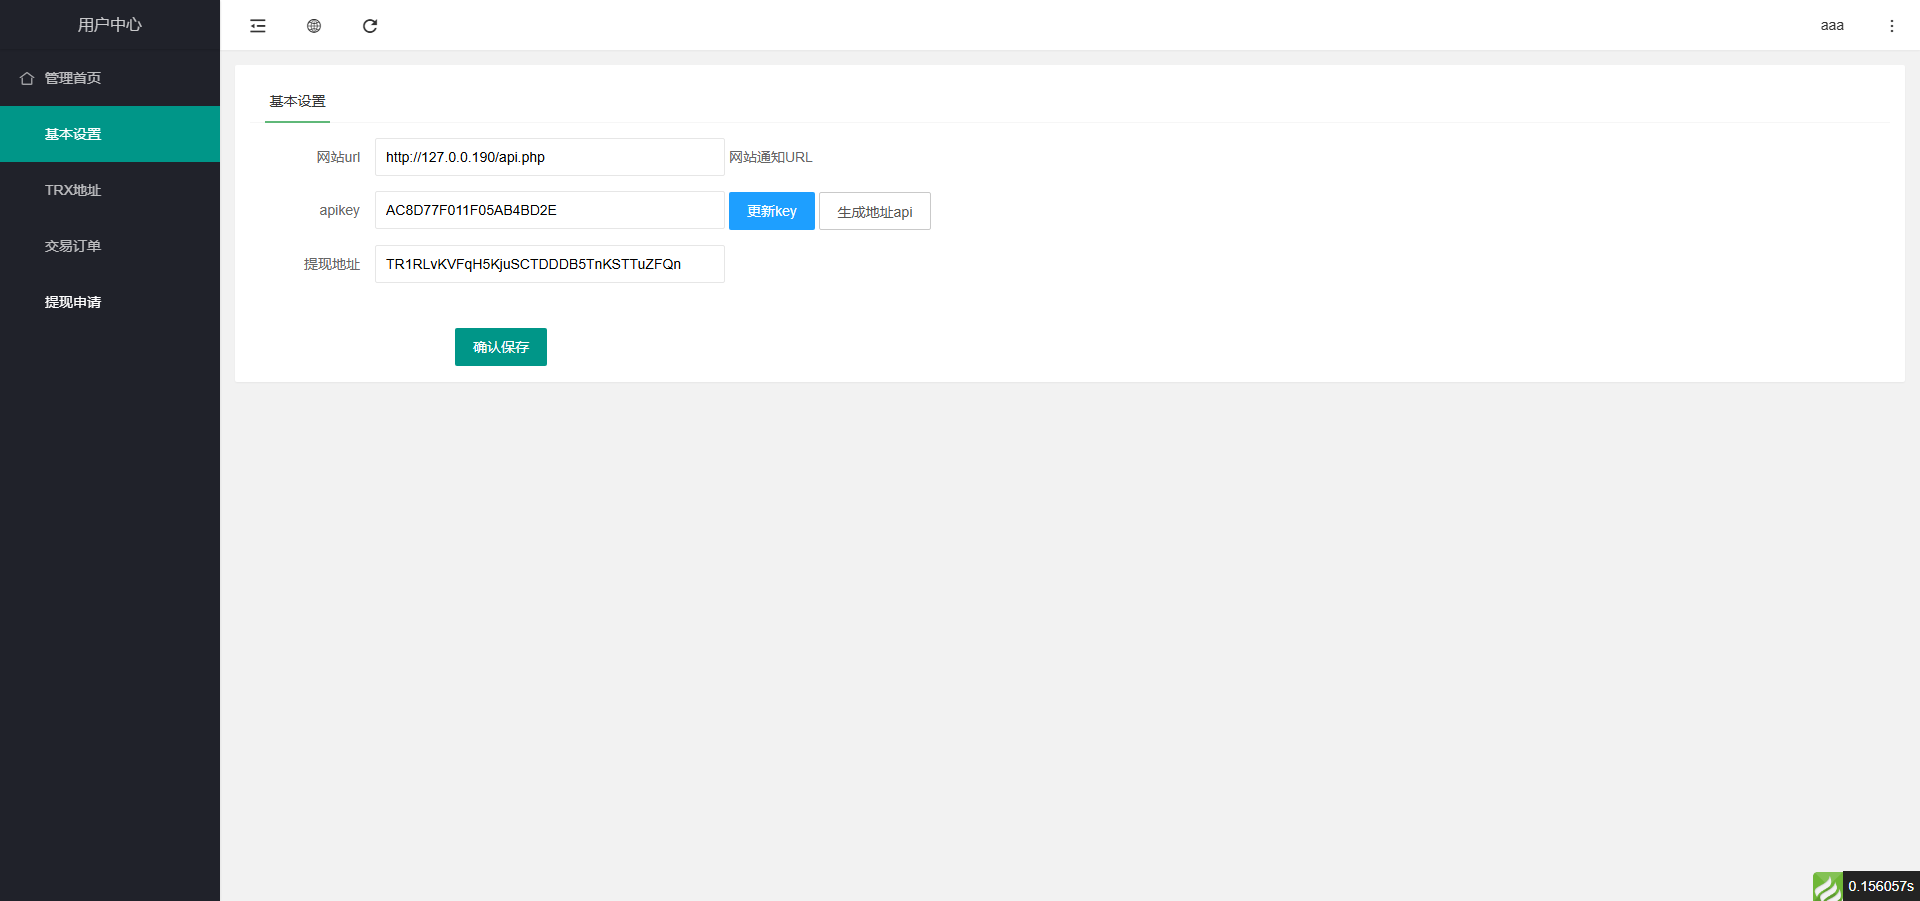 用户中心
aaa
管理首页
基本设置
TRX地址
交易订单
提现申请
基本设置
网站url http://127.0.0.190/api.php 网站通知URL
apikey AC8D77F011F05AB4BD2E 更新key 生成地址api
提现地址 TR1RLvKVFqH5KjuSCTDDDB5TnKSTTuZFQn
确认保存
0.156057s